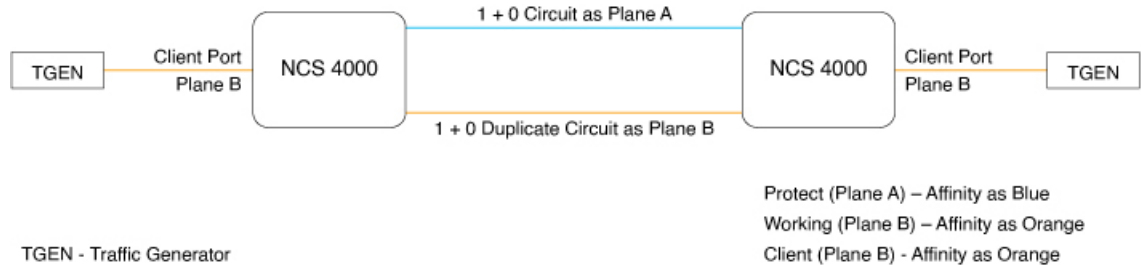 1 + 0 Circuit as Plane A
TGEN
Client Port
Plane B
NCS 4000
NCS 4000
Client Port
Plane B
TGEN
1 + 0 Duplicate Circuit as Plane B
Protect (Plane A) – Affinity as Blue
Working (Plane B) – Affinity as Orange
Client (Plane B) - Affinity as Orange
TGEN - Traffic Generator